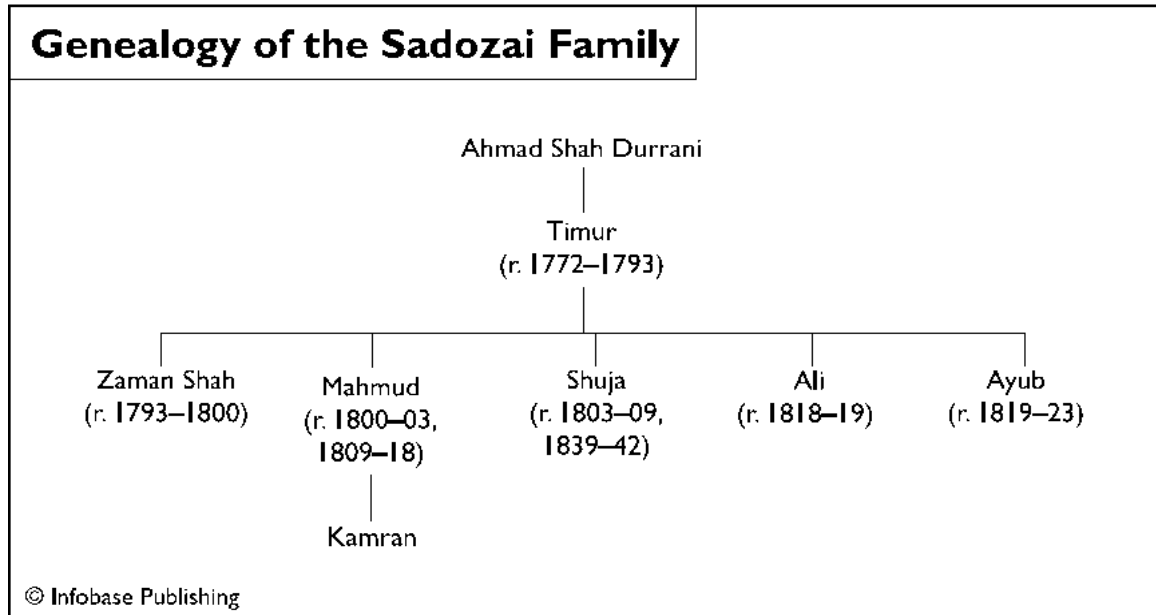 Genealogy of the Sadozai Family
Ahmad Shah Durrani
Timur
(r. 1772–1793)
Zaman Shah
(r. 1793–1800)
Mahmud
(r. 1800–03,
1809–18)
Kamran
Shuja
(r. 1803–09,
1839–42)
Ali
(r. 1818–19)
Ayub
(r. 1819–23)
© Infobase Publishing